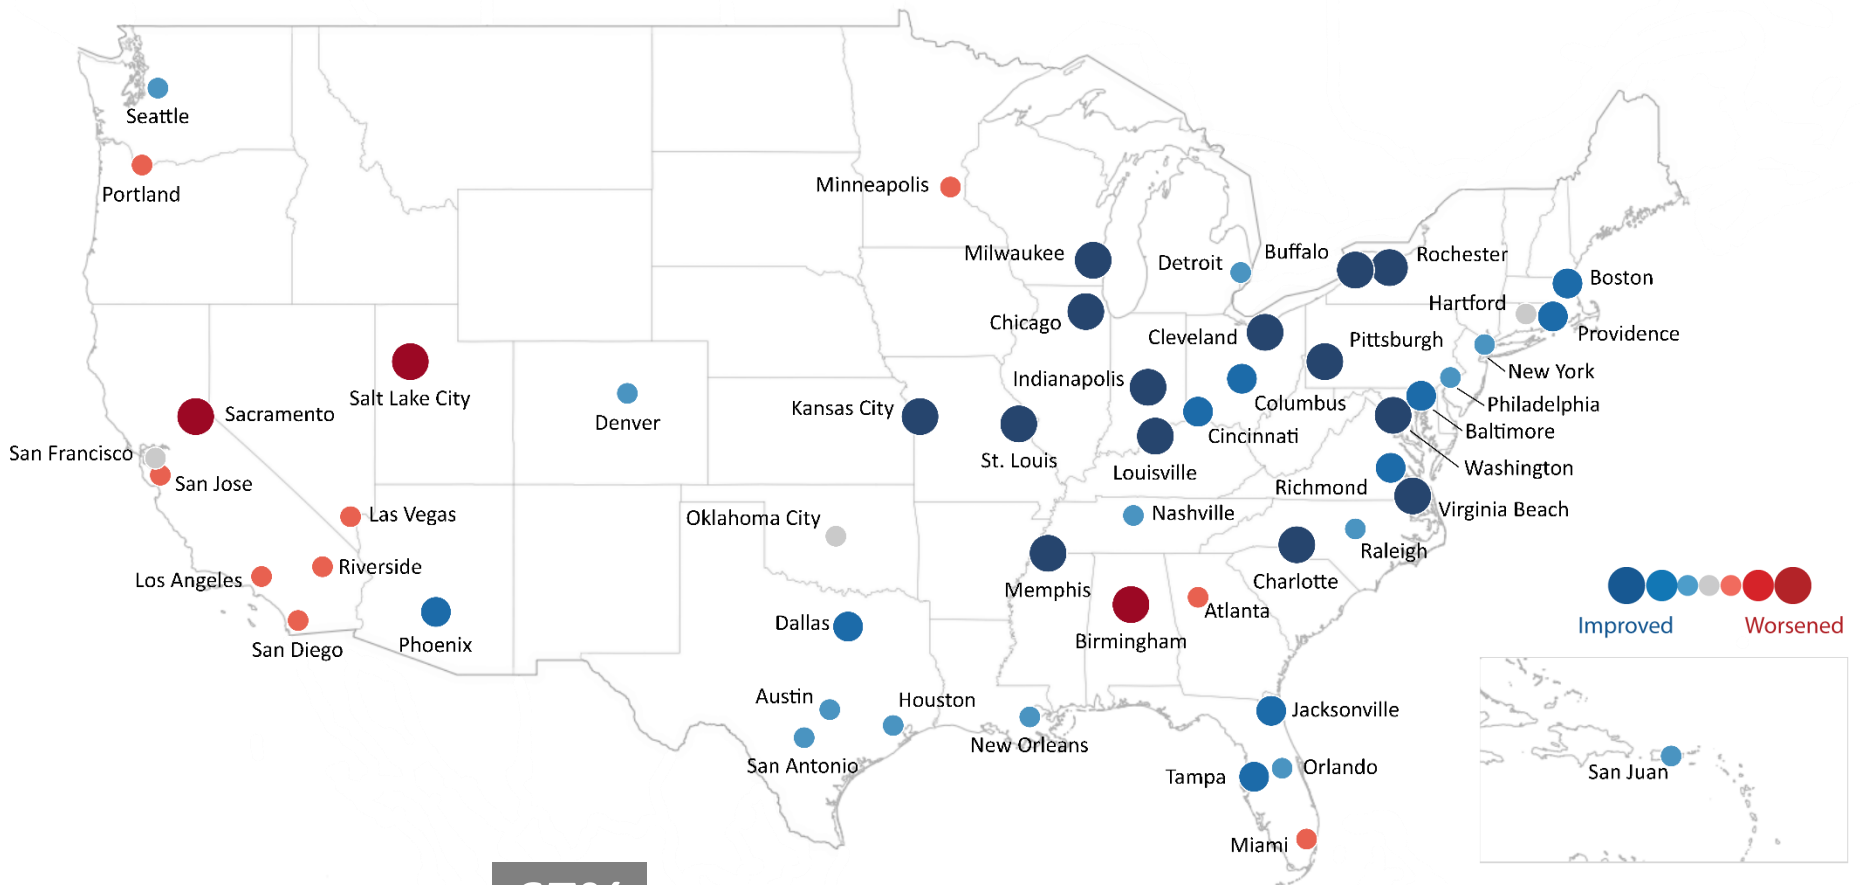 Seattle
Portland
Minneapolis
Milwaukee
Detroit
Buffalo
Rochester
Boston
Hartford
Providence
Chicago
Cleveland
Pittsburgh
New York
Indianapolis
Columbus
Philadelphia
Salt Lake City
Sacramento
Denver
Kansas City
Cincinnati
Baltimore
San Francisco
St. Louis
Louisville
Washington
San Jose
Richmond
Las Vegas
Oklahoma City
Nashville
Virginia Beach
Raleigh
Los Angeles
Riverside
Memphis
Charlotte
Atlanta
San Diego
Phoenix
Dallas
Birmingham
Improved
Worsened
Austin
Houston
Jacksonville
San Antonio
New Orleans
Tampa
Orlando
San Juan
Miami